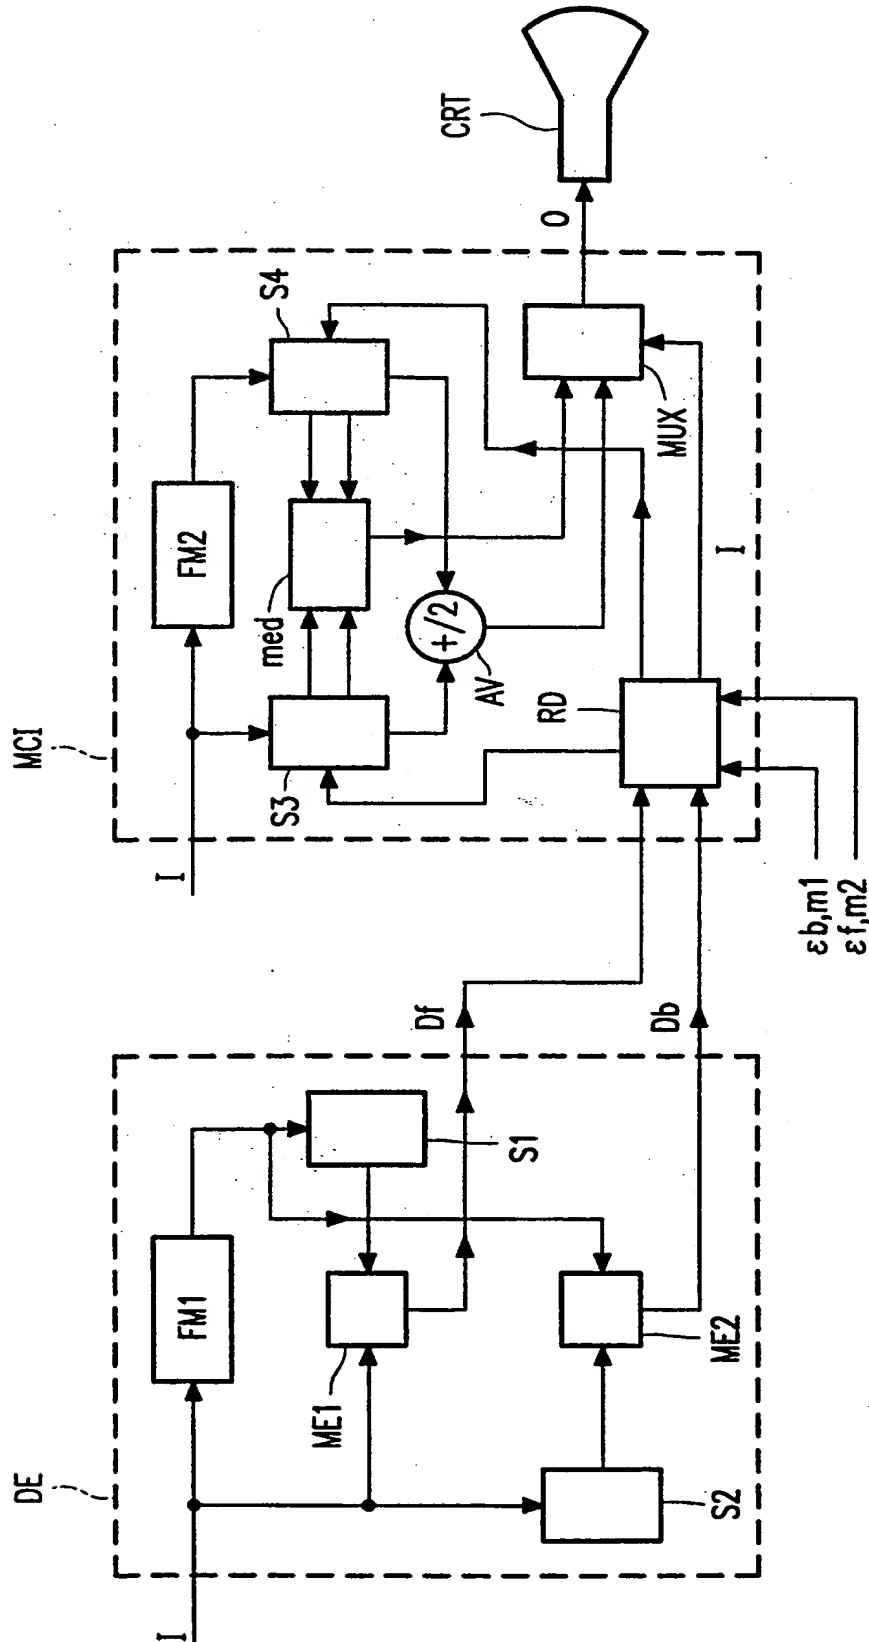 DE
I
FM1
S1
ME1
S2
ME2
Df
Db
MCI
I
FM2
S4
med
S3
+/2
AV
RD
MUX
I
εb,m1
εf,m2
O
CRT